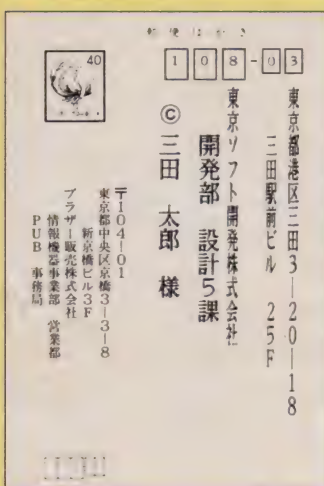 郵便はがき
40
108-03
東京都港区三田3-20-18
三田駅前ビル 25F
東京ソフト開発株式会社
開発部 設計5課
© 三田 太郎 様
〒104-01
東京都中央区京橋3-3-8
新京橋ビル3F
ブラザー販売株式会社
情報機器事業部 営業部
PUB 事務局